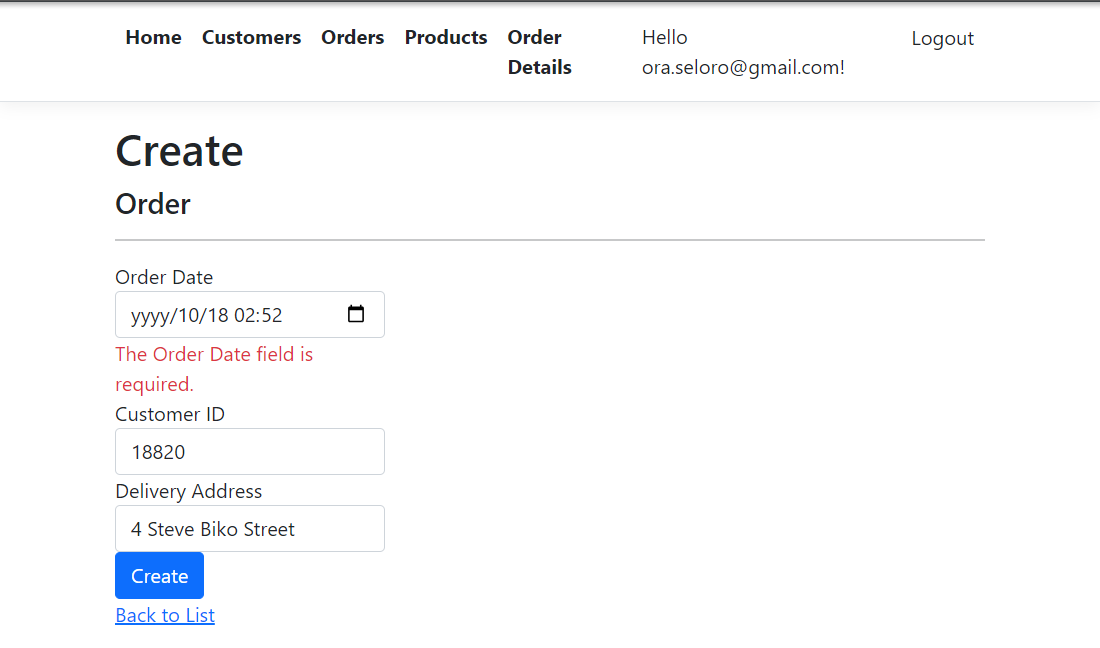 Home Customers Orders Products Order Details Hello ora.seloro@gmail.com! Logout
Create
Order
Order Date
yyyy/10/18 02:52
The Order Date field is
required.
Customer ID
18820
Delivery Address
4 Steve Biko Street
Create
Back to List